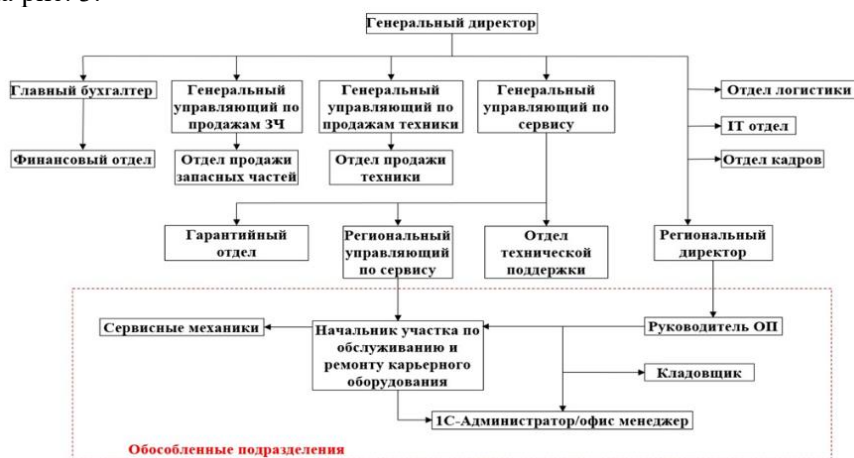 рис. 3.
Генеральный директор
Главный бухгалтер
Генеральный
управляющий по
продажам ЗЧ
Генеральный
управляющий по
продажам техники
Генеральный
управляющий по
сервису
Отдел логистики
IT отдел
Отдел кадров
Финансовый отдел
Отдел продажи
запасных частей
Отдел продажи
техники
Гарантийный
отдел
Региональный
управляющий
по сервису
Отдел
технической
поддержки
Региональный
директор
Сервисные механики
Начальник участка по
обслуживанию и
ремонту карьерного
оборудования
Руководитель ОП
Кладовщик
1С-Администратор/офис менеджер
Обособленные подразделения